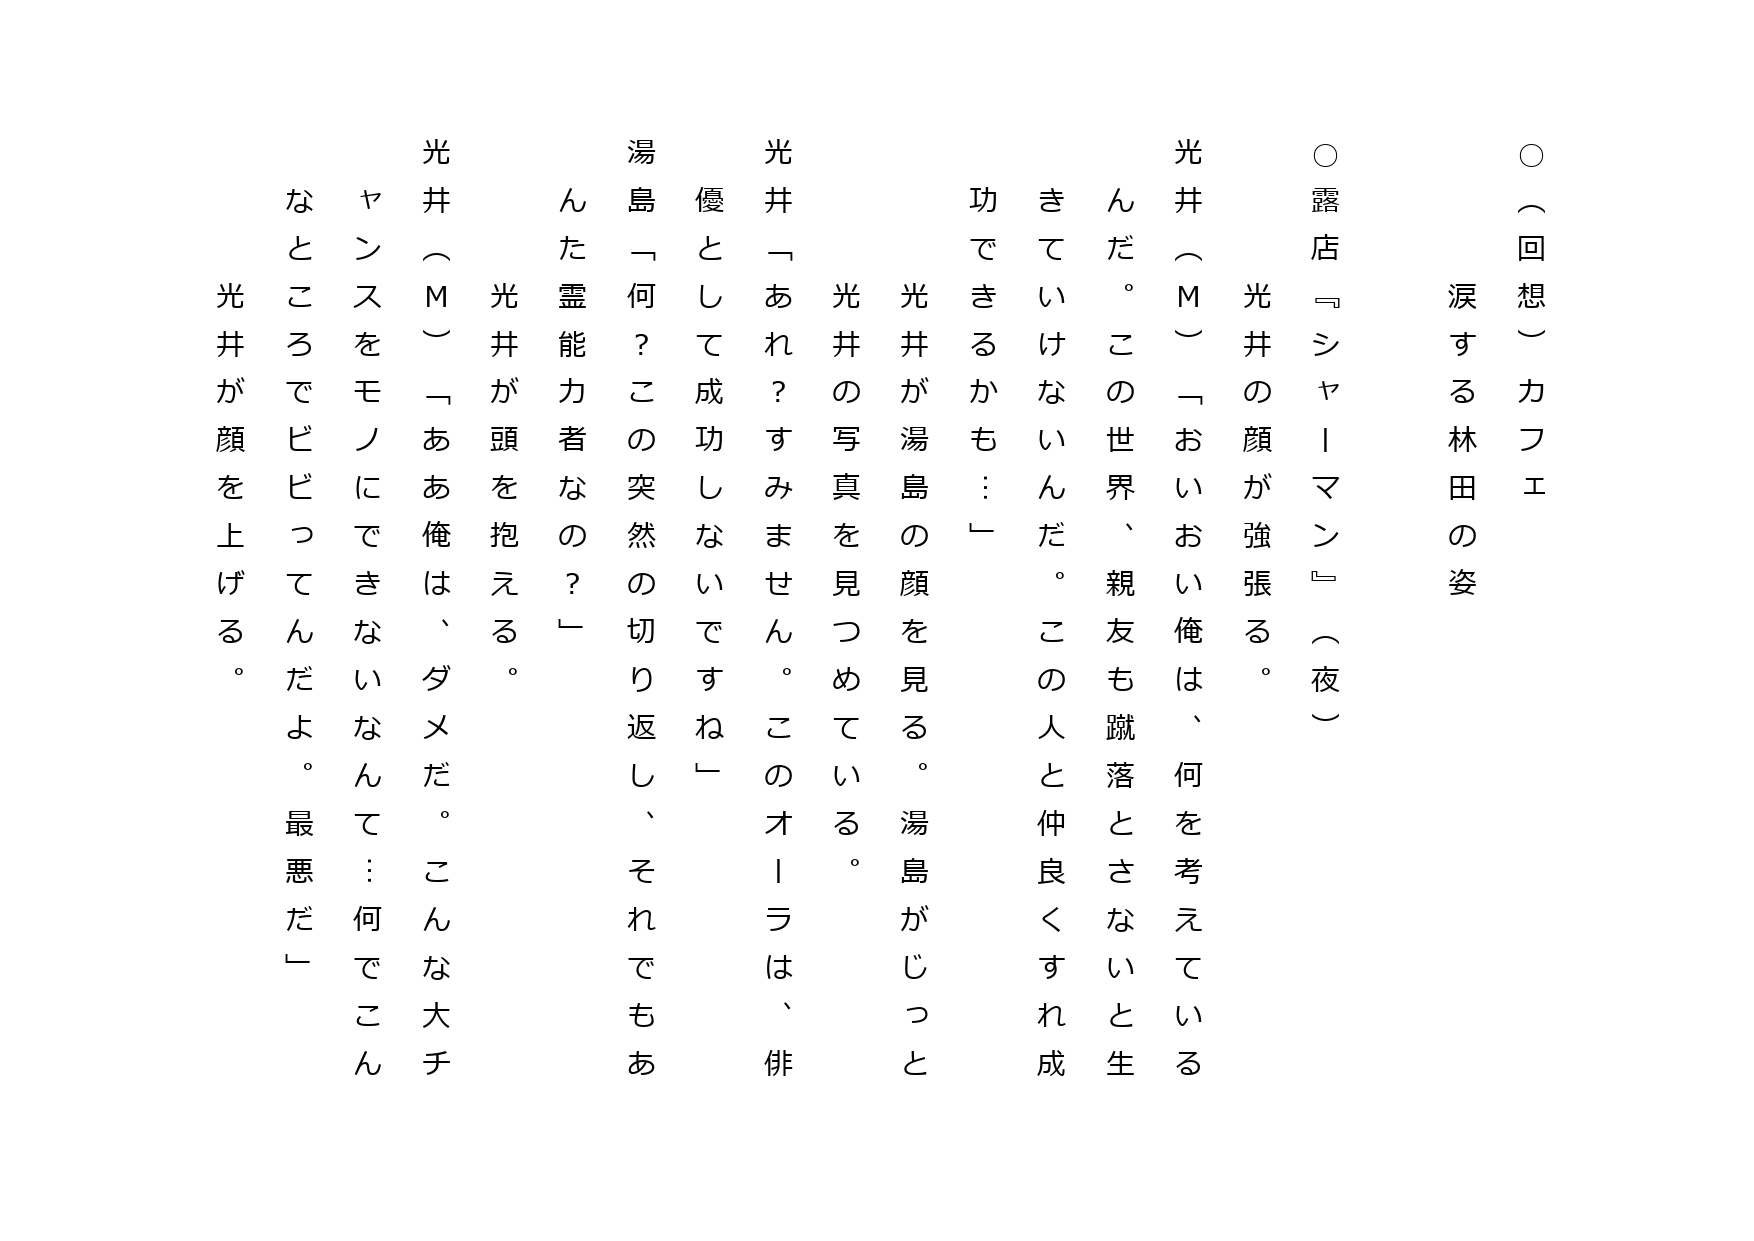 ○（回想）カフェ
涙する林田の姿
○露店『シャーマン』（夜）
光井の顔が強張る。
光井（Ｍ）「おいおい俺は、何を考えている
んだ。この世界、親友も蹴落とさないと生
きていけないんだ。この人と仲良くすれ成
功できるかも…」
光井が湯島の顔を見る。湯島がじっと
光井の写真を見つめている。
光井「あれ？すみません。このオーラは、俳
優として成功しないですね」
湯島「何？この突然の切り返し、それでもあ
んた霊能力者なの？」
光井が頭を抱える。
光井（Ｍ）「ああ俺は、ダメだ。こんな大チ
ャンスをモノにできないなんて…何でこん
なところでビビってんだよ。最悪だ」
光井が顔を上げる。